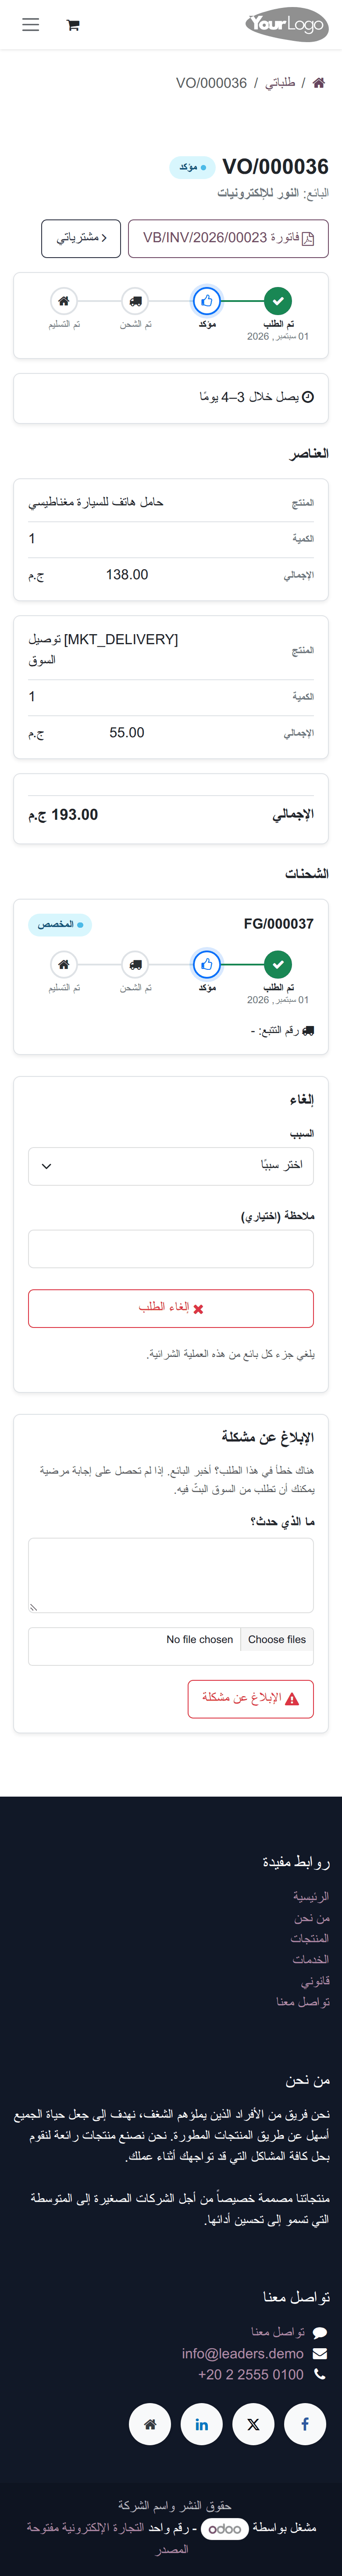 YourLogo
طلباتي / VO/000036
VO/000036 مؤكد
البائع: النور للإلكترونيات
فاتورة VB/INV/2026/00023
مشترياتي
تم الطلب
01 سبتمبر, 2026
مؤكد
تم الشحن
تم التسليم
يصل خلال 3–4 يومًا
العناصر
المنتج حامل هاتف للسيارة مغناطيسي
الكمية 1
الإجمالي 138.00 ج.م
المنتج [MKT_DELIVERY] توصيل
السوق
الكمية 1
الإجمالي 55.00 ج.م
الإجمالي 193.00 ج.م
الشحنات
FG/000037 المخصص
تم الطلب
01 سبتمبر, 2026
مؤكد
تم الشحن
تم التسليم
رقم التتبع: -
إلغاء
السبب
اختر سببًا
ملاحظة (اختياري)
إلغاء الطلب
يلغي جزء كل بائع من هذه العملية الشرائية.
الإبلاغ عن مشكلة
هناك خطأ في هذا الطلب؟ أخبر البائع. إذا لم تحصل على إجابة مرضية
يمكنك أن تطلب من السوق البتّ فيه.
ما الذي حدث؟
Choose files No file chosen
الإبلاغ عن مشكلة
روابط مفيدة
الرئيسية
من نحن
المنتجات
الخدمات
قانوني
تواصل معنا
من نحن
نحن فريق من الأفراد الذين يملؤهم الشغف، نهدف إلى جعل حياة الجميع
أسهل عن طريق المنتجات المطورة. نحن نصنع منتجات رائعة لنقوم
بحل كافة المشاكل التي قد تواجهك أثناء عملك.
منتجاتنا مصممة خصيصاً من أجل الشركات الصغيرة إلى المتوسطة
التي تسمو إلى تحسين أدائها.
تواصل معنا
تواصل معنا
info@leaders.demo
+20 2 2555 0100
حقوق النشر واسم الشركة
مشغل بواسطة odoo - رقم واحد التجارة الإلكترونية مفتوحة
المصدر